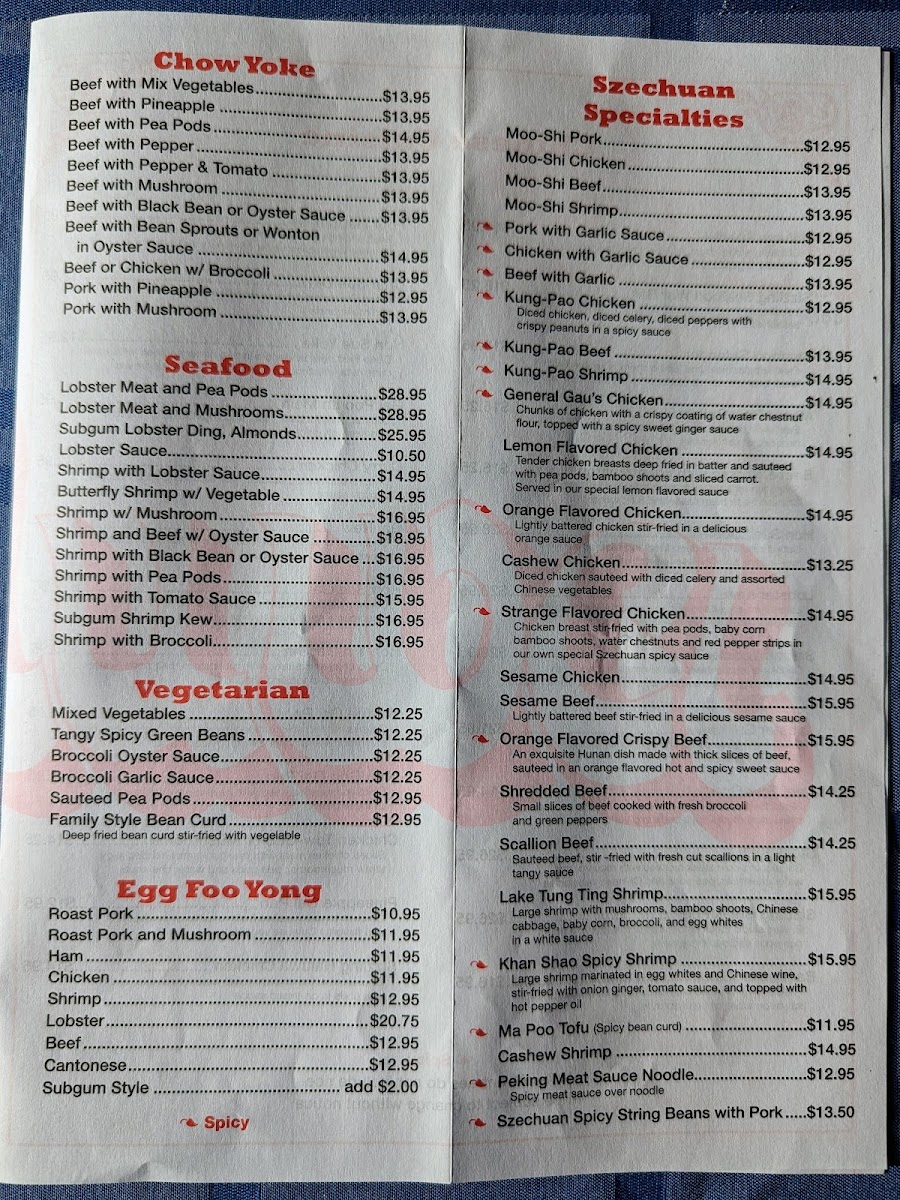 Chow Yoke
Beef with Mix Vegetables..............................$13.95
Beef with Pineapple ..............................$13.95
Beef with Pea Pods..............................$14.95
Beef with Pepper ..............................$13.95
Beef with Pepper & Tomato ..............................$13.95
Beef with Mushroom ..............................$13.95
Beef with Black Bean or Oyster Sauce ......$13.95
Beef with Bean Sprouts or Wonton
in Oyster Sauce ..............................$14.95
Beef or Chicken w/ Broccoli ..............................$13.95
Pork with Pineapple ..............................$12.95
Pork with Mushroom ..............................$13.95
Seafood
Lobster Meat and Pea Pods ....................$28.95
Lobster Meat and Mushrooms..................$28.95
Subgum Lobster Ding, Almonds................$25.95
Lobster Sauce..............................$10.50
Shrimp with Lobster Sauce......................$14.95
Butterfly Shrimp w/ Vegetable ..................$14.95
Shrimp w/ Mushroom ..............................$16.95
Shrimp and Beef w/ Oyster Sauce ............$18.95
Shrimp with Black Bean or Oyster Sauce ...$16.95
Shrimp with Pea Pods..............................$16.95
Shrimp with Tomato Sauce ......................$15.95
Subgum Shrimp Kew..............................$16.95
Shrimp with Broccoli..............................$16.95
Vegetarian
Mixed Vegetables ..............................$12.25
Tangy Spicy Green Beans ........................$12.25
Broccoli Oyster Sauce..............................$12.25
Broccoli Garlic Sauce..............................$12.25
Sauteed Pea Pods ..............................$12.95
Family Style Bean Curd............................$12.95
Deep fried bean curd stir-fried with vegelable
Egg Foo Yong
Roast Pork ..............................$10.95
Roast Pork and Mushroom ......................$11.95
Ham..............................$11.95
Chicken ..............................$11.95
Shrimp..............................$12.95
Lobster..............................$20.75
Beef..............................$12.95
Cantonese..............................$12.95
Subgum Style .............................. add $2.00
Spicy
Szechuan
Specialties
Moo-Shi Pork..............................$12.95
Moo-Shi Chicken..............................$12.95
Moo-Shi Beef..............................$13.95
Moo-Shi Shrimp..............................$13.95
Pork with Garlic Sauce..............................$12.95
Chicken with Garlic Sauce ......................$12.95
Beef with Garlic ..............................$13.95
Kung-Pao Chicken ..............................$12.95
Diced chicken, diced celery, diced peppers with
crispy peanuts in a spicy sauce
Kung-Pao Beef ..............................$13.95
Kung-Pao Shrimp ..............................$14.95
General Gau's Chicken............................$14.95
Chunks of chicken with a crispy coating of water chestnut
flour, topped with a spicy sweet ginger sauce
Lemon Flavored Chicken ..........................$14.95
Tender chicken breasts deep fried in batter and sauteed
with pea pods, bamboo shoots and sliced carrot.
Served in our special lemon flavored sauce
Orange Flavored Chicken..........................$14.95
Lightly battered chicken stir-fried in a delicious
orange sauce
Cashew Chicken..............................$13.25
Diced chicken sauteed with diced celery and assorted
Chinese vegetables
Strange Flavored Chicken..........................$14.95
Chicken breast stir-fried with pea pods, baby corn
bamboo shoots, water chestnuts and red pepper strips in
our own special Szechuan spicy sauce
Sesame Chicken..............................$14.95
Sesame Beef..............................$15.95
Lightly battered beef stir-fried in a delicious sesame sauce
Orange Flavored Crispy Beef....................$15.95
An exquisite Hunan dish made with thick slices of beef,
sauteed in an orange flavored hot and spicy sweet sauce
Shredded Beef..............................$14.25
Small slices of beef cooked with fresh broccoli
and green peppers
Scallion Beef..............................$14.25
Sauteed beef, stir -fried with fresh cut scallions in a light
tangy sauce
Lake Tung Ting Shrimp............................$15.95
Large shrimp with mushrooms, bamboo shoots, Chinese
cabbage, baby corn, broccoli, and egg whites
in a white sauce
Khan Shao Spicy Shrimp ..........................$15.95
Large shrimp marinated in egg whites and Chinese wine,
stir-fried with onion ginger, tomato sauce, and topped with
hot pepper oil
Ma Poo Tofu (Spicy bean curd) ........................$11.95
Cashew Shrimp ..............................$14.95
Peking Meat Sauce Noodle......................$12.95
Spicy meat sauce over noodle
Szechuan Spicy String Beans with Pork .....$13.50